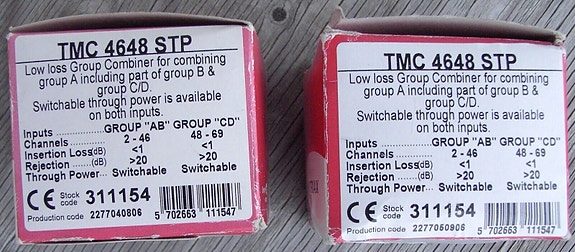 TMC 4648 STP
Low loss Group Combiner for combining
group A including part of group B &
group C/D.
Switchable through power is available
on both inputs.
Inputs .................. GROUP "AB" GROUP "CD"
Channels .................. 2 - 46 48 - 69
Insertion Loss(dB) <1 <1
Rejection ......(dB) >20 >20
Through Power... Switchable Switchable
CE Stock code 311154
Production code 2277040806 5 702663 111547
TMC 4648 STP
Low loss Group Combiner for combining
group A including part of group B &
group C/D.
Switchable through power is available
on both inputs.
Inputs .................. GROUP "AB" GROUP "CD"
Channels .................. 2 - 46 48 - 69
Insertion Loss(dB) <1 <1
Rejection ......(dB) >20 >20
Through Power... Switchable Switchable
CE Stock code 311154
Production code 2277050906 5 702663 111547